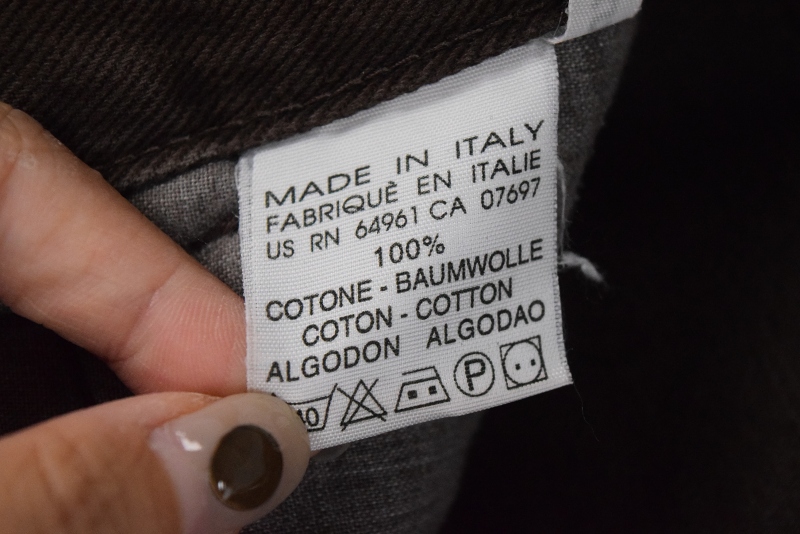 MADE IN ITALY
FABRIQUÈ EN ITALIE
US RN 64961 CA 07697
100%
COTONE - BAUMWOLLE
COTON - COTTON
ALGODON ALGODAO
40 P